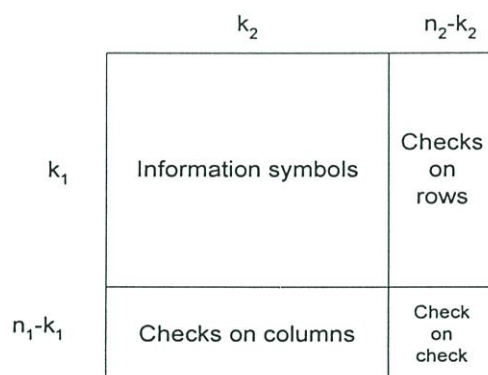 k₂
n₂-k₂
k₁
Information symbols
Checks
on
rows
n₁-k₁
Checks on columns
Check
on
check